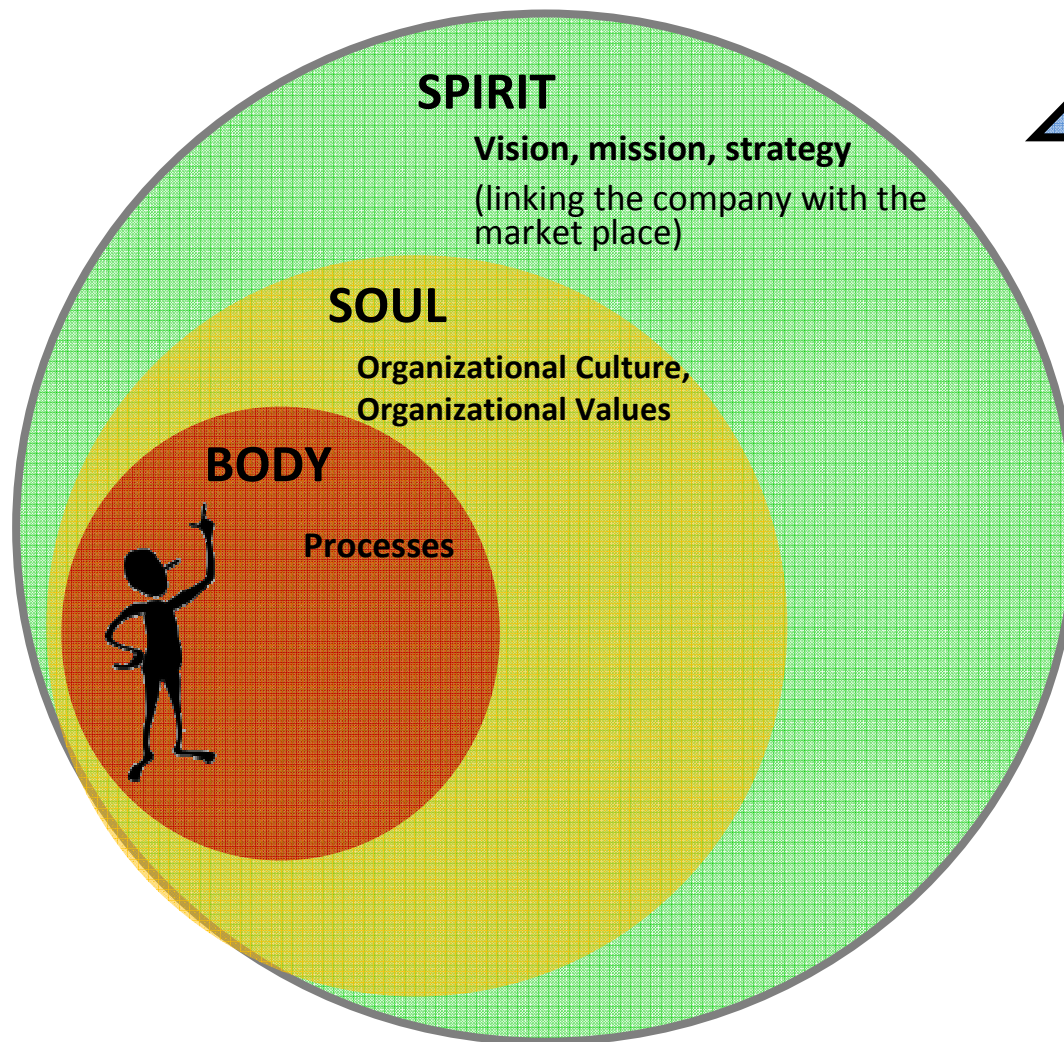 SPIRIT
Vision, mission, strategy
(linking the company with the
market place)
SOUL
Organizational Culture,
Organizational Values
BODY
Processes